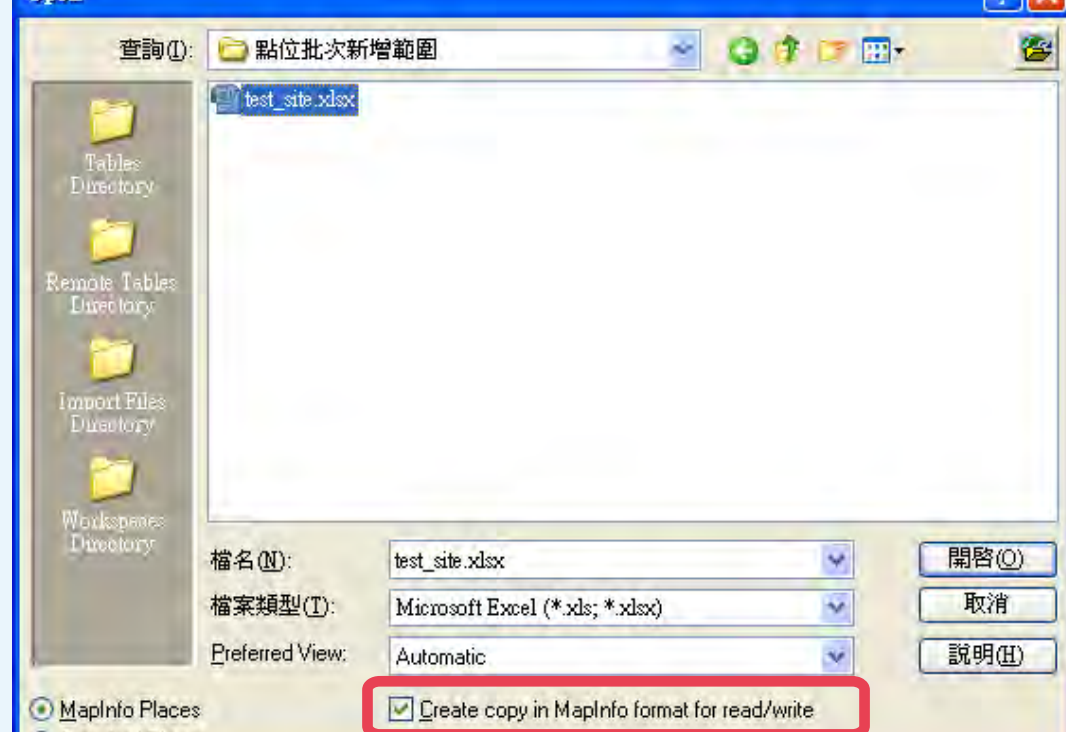 查詢(I):
點位批次新增範圍
test_site.xlsx
Tables
Directory
Remote Tables
Directory
Import Files
Directory
Workspaces
Directory
檔名(N):
test_site.xlsx
開啓(O)
檔案類型(T):
Microsoft Excel (*.xls; *.xlsx)
取消
Preferred View:
Automatic
說明(H)
MapInfo Places
Create copy in MapInfo format for read/write